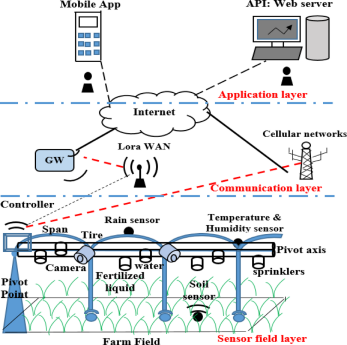 Mobile App
API: Web server
Application layer
Internet
Cellular networks
Lora WAN
GW
Communication layer
Controller
Span
Tire
Rain sensor
Temperature &
Humidity sensor
Pivot axis
Camera
water
sprinklers
Pivot
Point
Fertilized
liquid
Soil
sensor
Sensor field layer
Farm Field